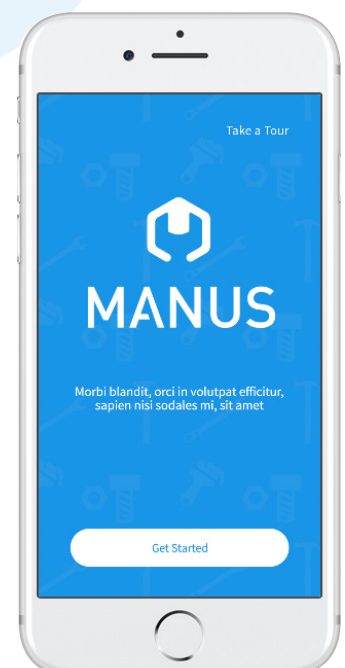 Take a Tour
MANUS
Morbi blandit, orci in volutpat efficitur,
sapien nisi sodales mi, sit amet
Get Started